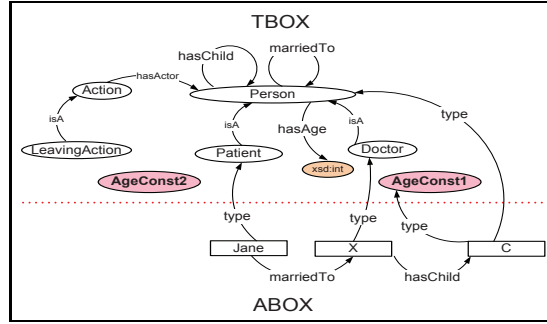 TBOX
hasChild
marriedTo
Action
hasActor
Person
isA
isA
hasAge
isA
type
LeavingAction
Patient
Doctor
xsd:int
AgeConst2
AgeConst1
type
type
type
Jane
X
C
marriedTo
hasChild
ABOX